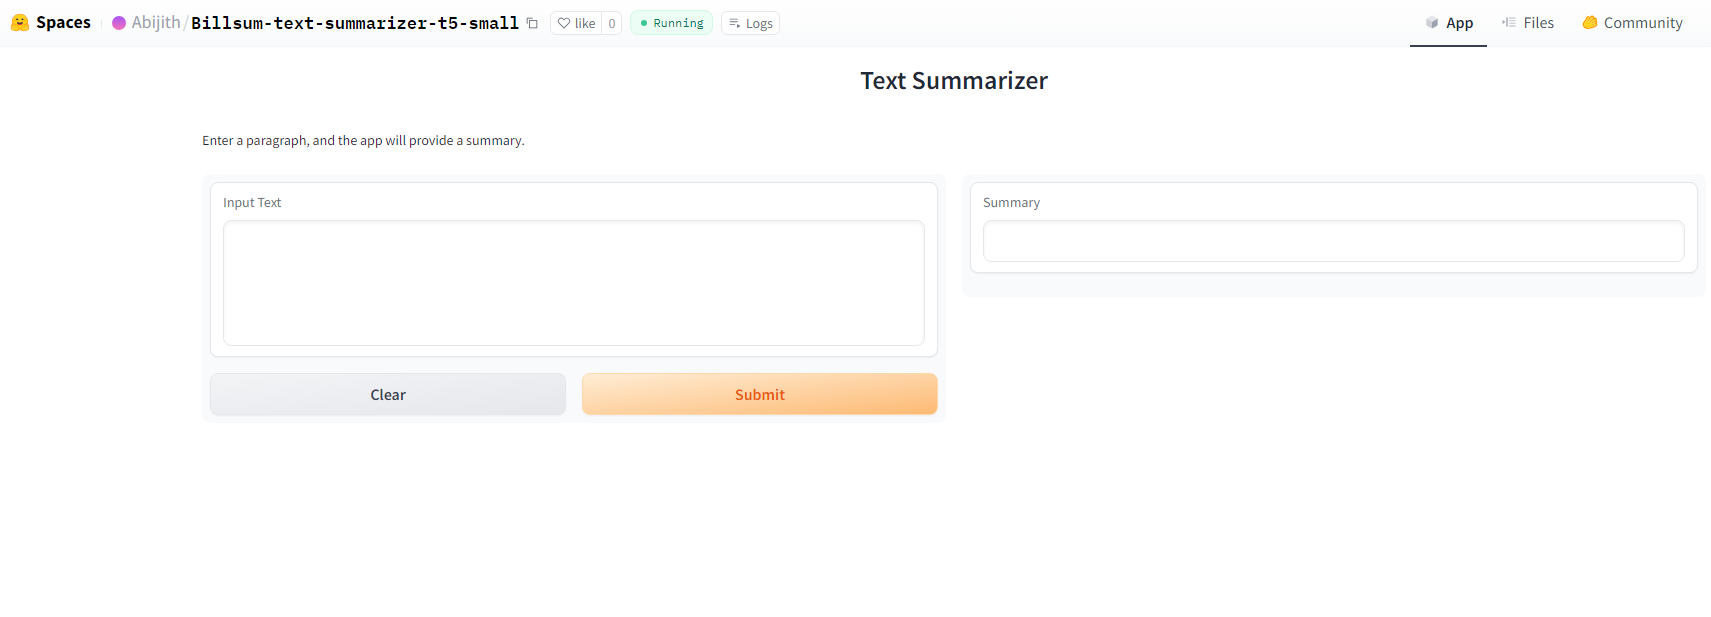 Spaces Abijith/Billsum-text-summarizer-t5-small like 0 Running Logs App Files Community
Text Summarizer
Enter a paragraph, and the app will provide a summary.
Input Text
Summary
Clear Submit